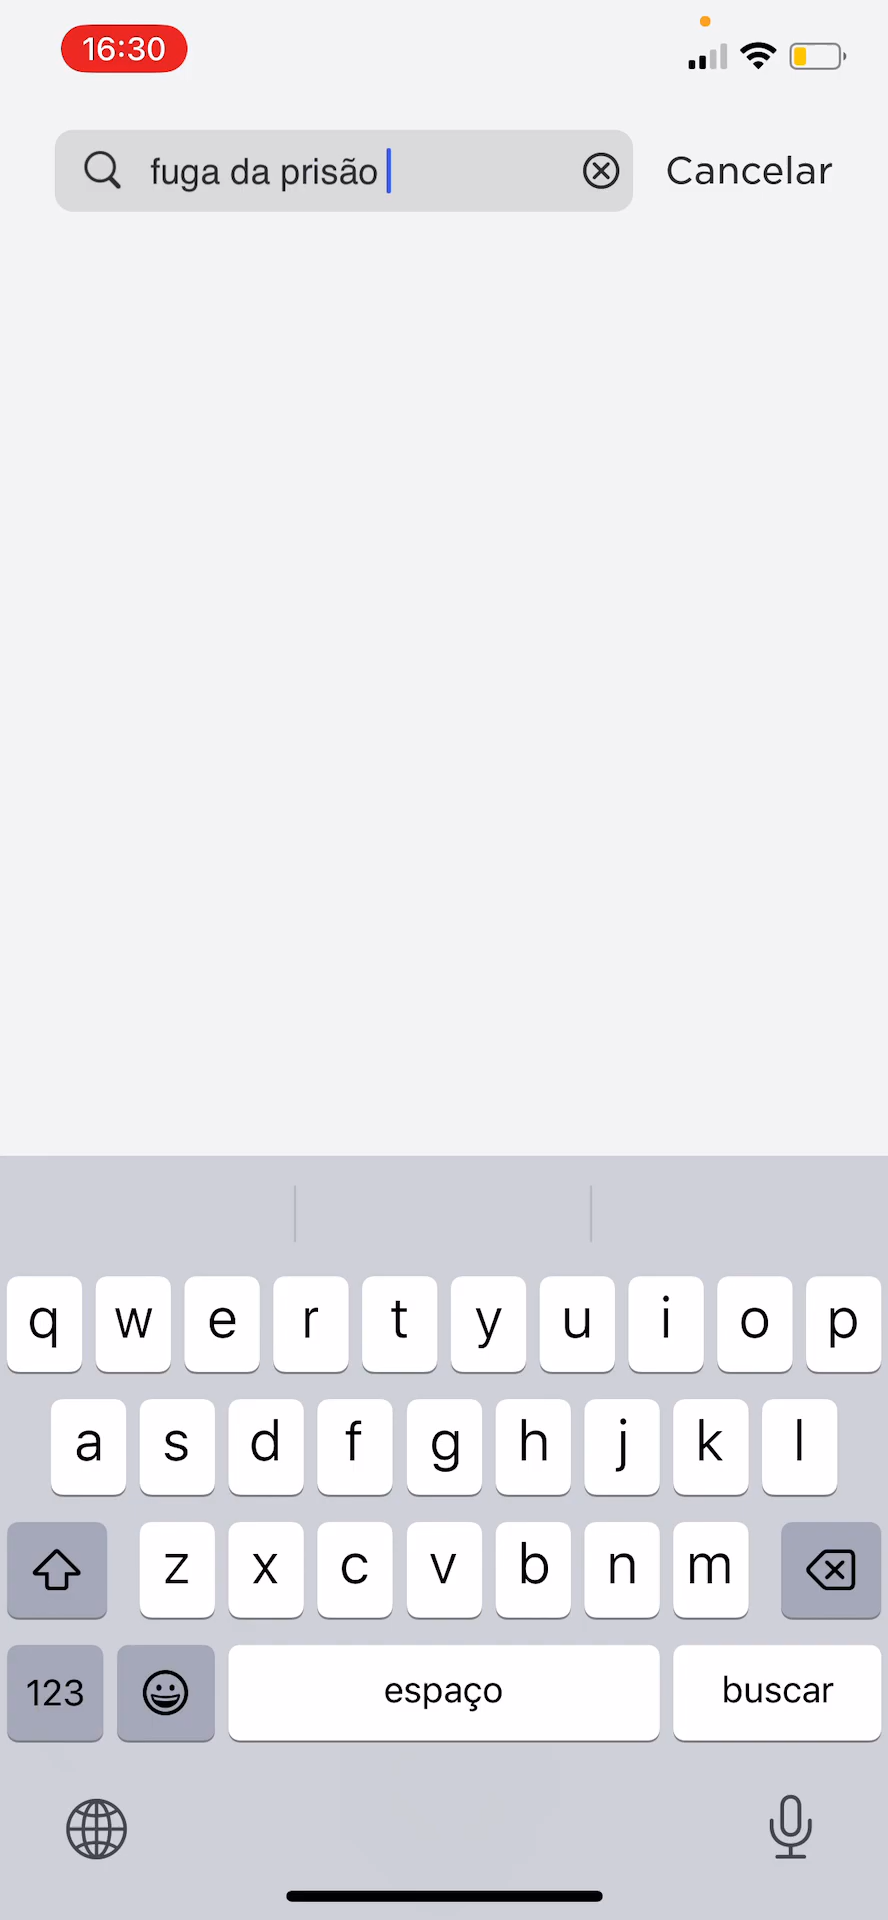 16:30
fuga da prisão
Cancelar
q w e r t y u i o p
a s d f g h j k l
z x c v b n m
123 espaço buscar